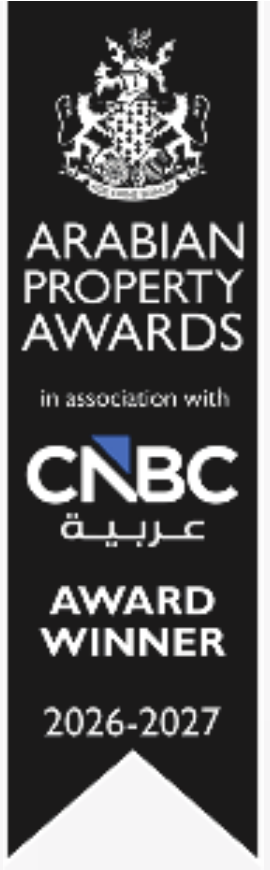 ARABIAN
PROPERTY
AWARDS
in association with
CNBC
عربية
AWARD
WINNER
2026-2027